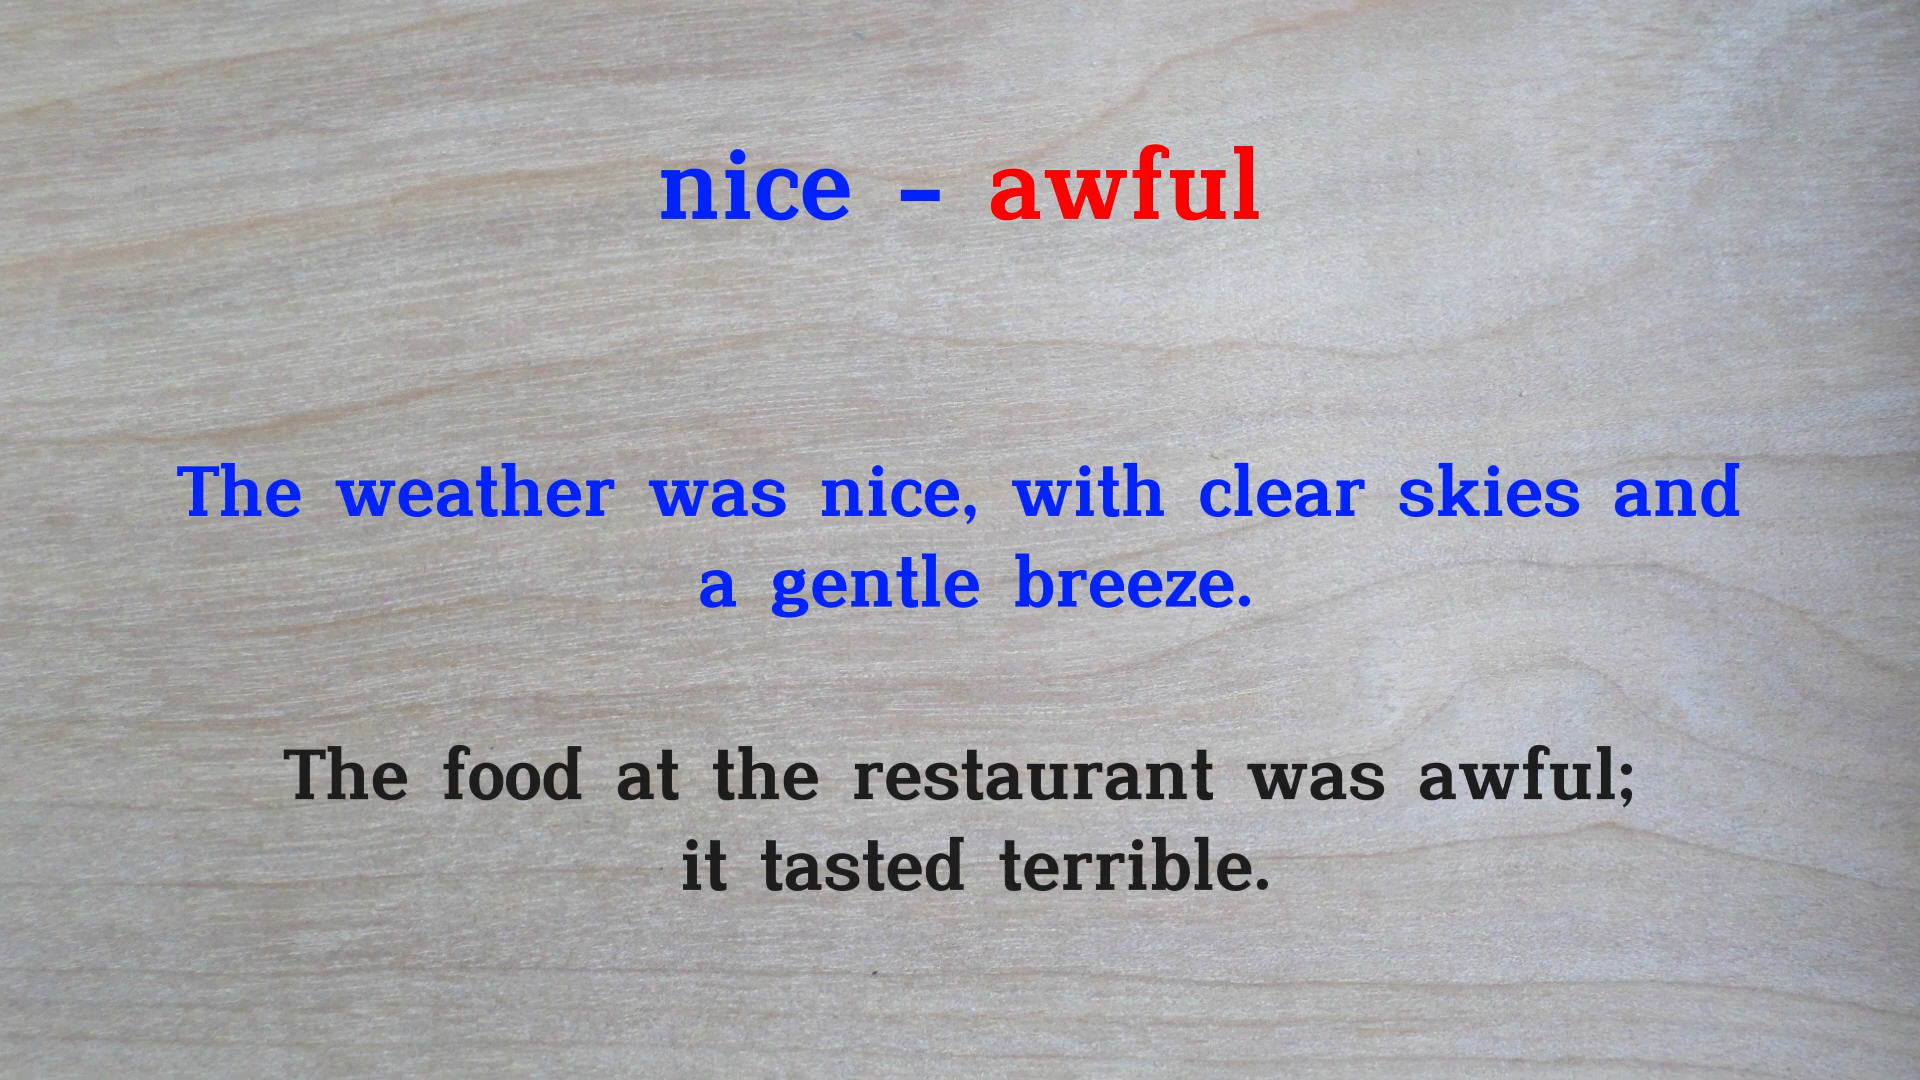 nice - awful
The weather was nice, with clear skies and
a gentle breeze.
The food at the restaurant was awful;
it tasted terrible.